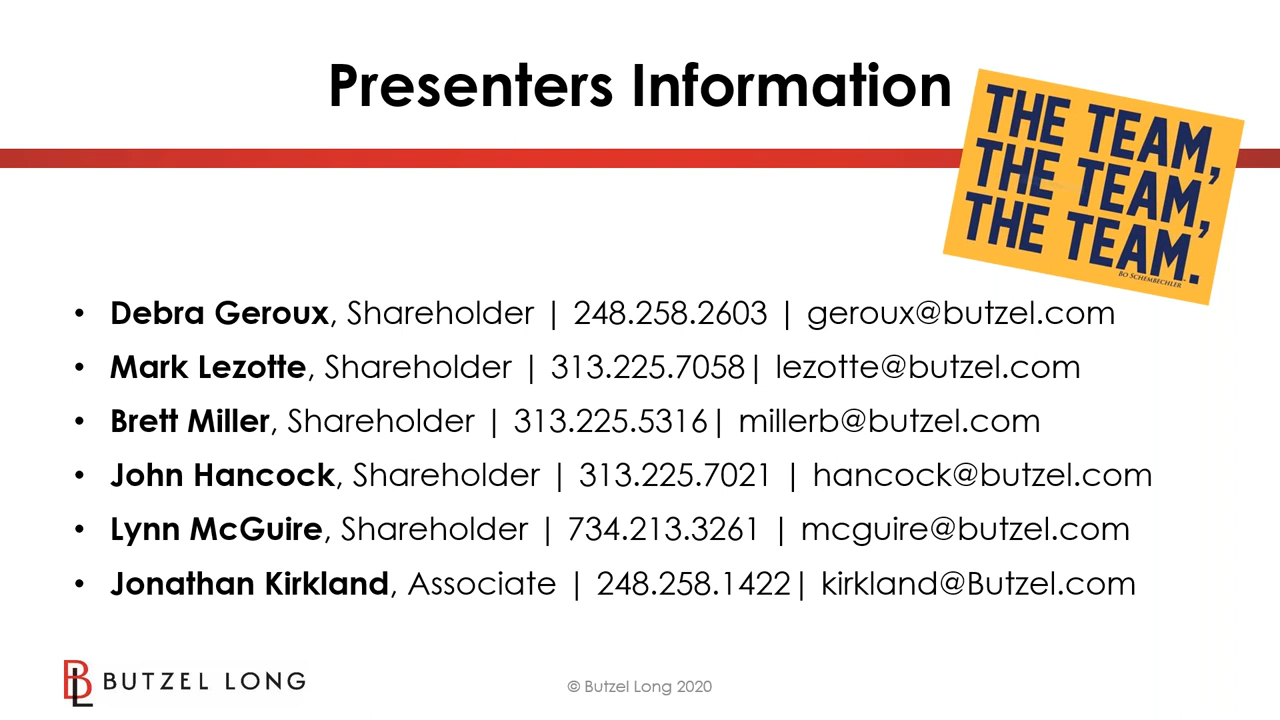 Presenters Information
THE TEAM,
THE TEAM,
THE TEAM.
BO SCHEMBECHLER
• Debra Geroux, Shareholder | 248.258.2603 | geroux@butzel.com
• Mark Lezotte, Shareholder | 313.225.7058| lezotte@butzel.com
• Brett Miller, Shareholder | 313.225.5316| millerb@butzel.com
• John Hancock, Shareholder | 313.225.7021 | hancock@butzel.com
• Lynn McGuire, Shareholder | 734.213.3261 | mcguire@butzel.com
• Jonathan Kirkland, Associate | 248.258.1422| kirkland@Butzel.com
BL BUTZEL LONG
© Butzel Long 2020